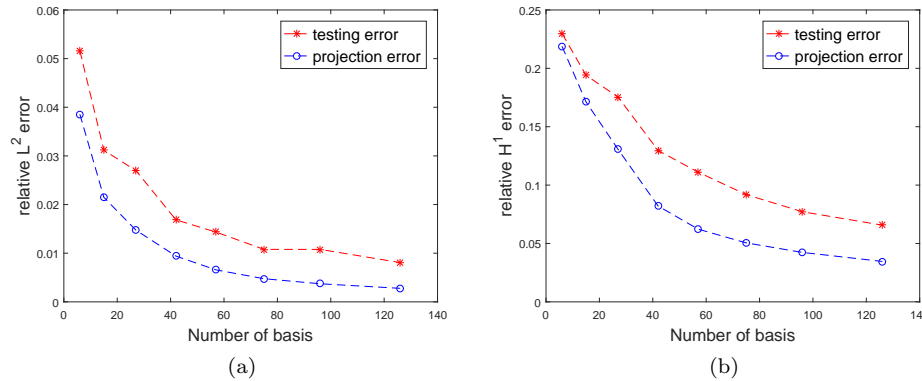 0.06
0.05
0.04
0.03
0.02
0.01
0
relative L² error
testing error
projection error
0 20 40 60 80 100 120 140
Number of basis
(a)
0.25
0.2
0.15
0.1
0.05
0
relative H¹ error
testing error
projection error
0 20 40 60 80 100 120 140
Number of basis
(b)